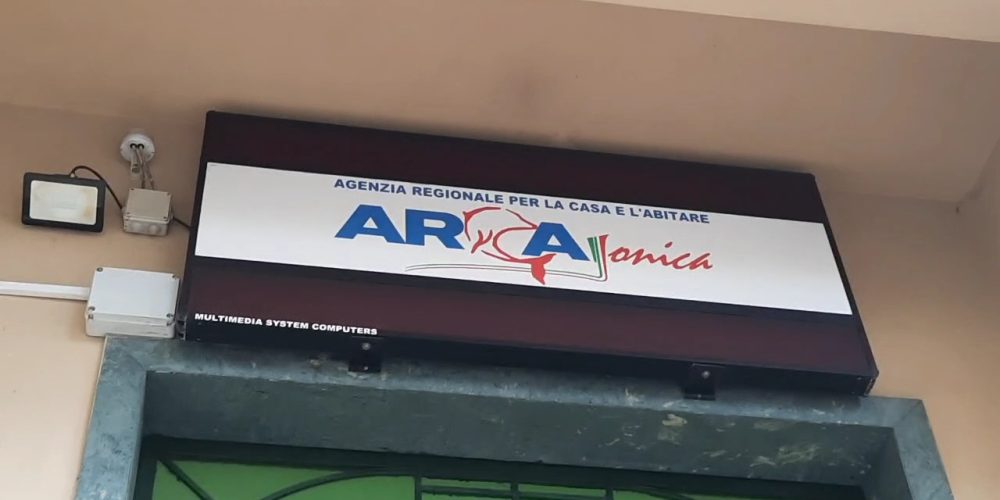 AGENZIA REGIONALE PER LA CASA E L'ABITARE
ARCA Jonica
MULTIMEDIA SYSTEM COMPUTERS